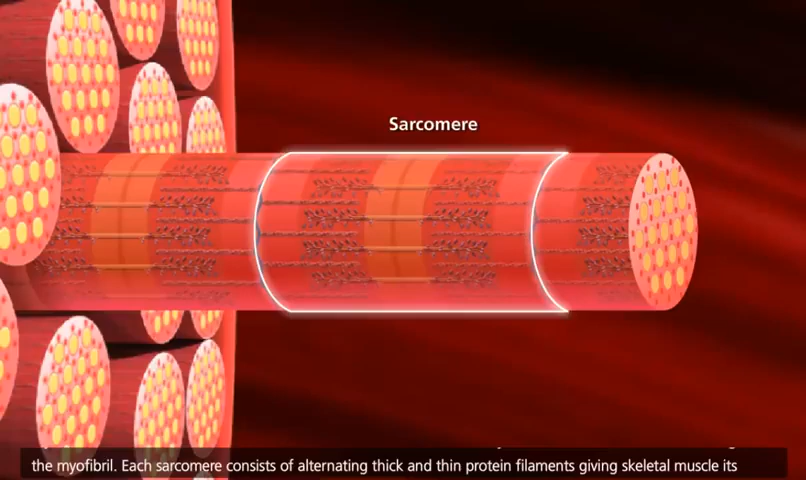 Sarcomere
the myofibril. Each sarcomere consists of alternating thick and thin protein filaments giving skeletal muscle its